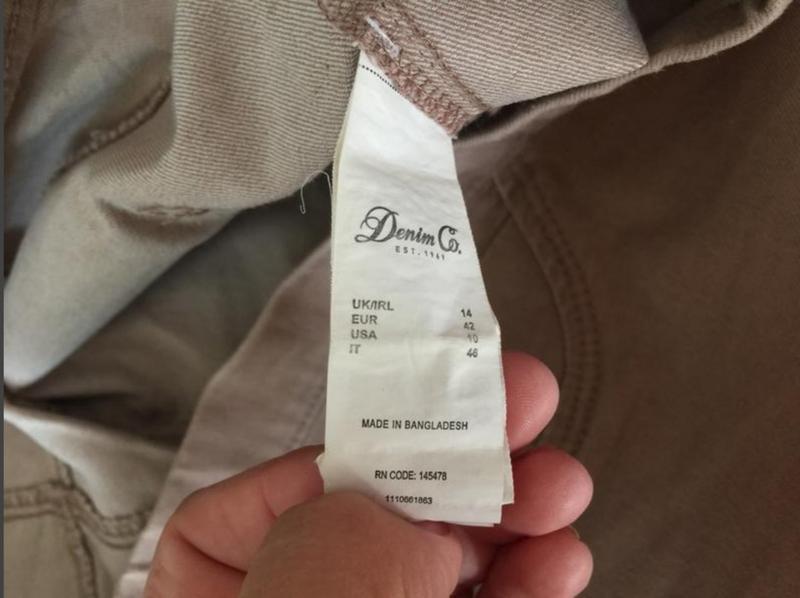 Denim Co.
EST. 1969
UK/IRL 14
EUR 42
USA 10
IT 46
MADE IN BANGLADESH
RN CODE: 145478
1110661863